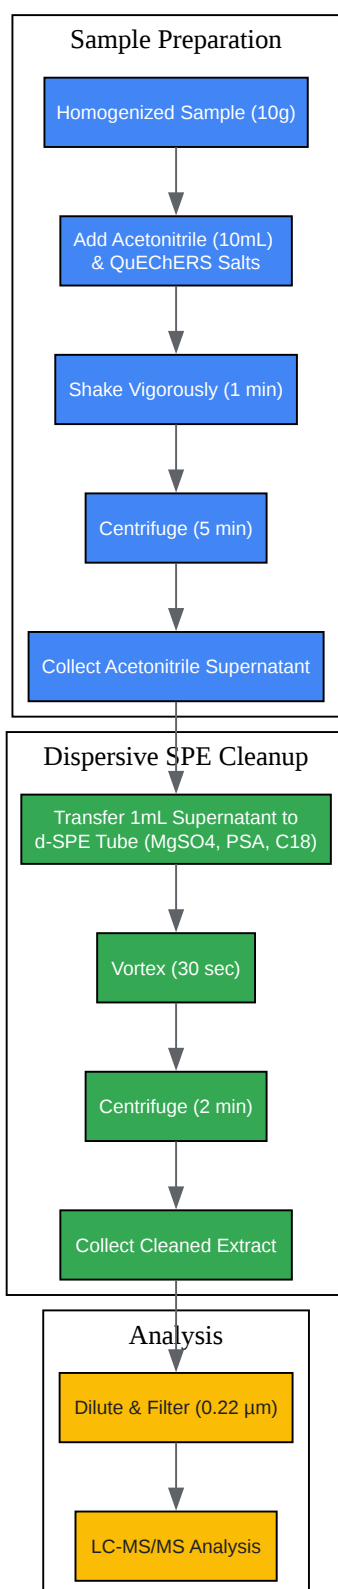 Sample Preparation
Homogenized Sample (10g)
Add Acetonitrile (10mL)
& QuEChERS Salts
Shake Vigorously (1 min)
Centrifuge (5 min)
Collect Acetonitrile Supernatant
Dispersive SPE Cleanup
Transfer 1mL Supernatant to
d-SPE Tube (MgSO4, PSA, C18)
Vortex (30 sec)
Centrifuge (2 min)
Collect Cleaned Extract
Analysis
Dilute & Filter (0.22 µm)
LC-MS/MS Analysis